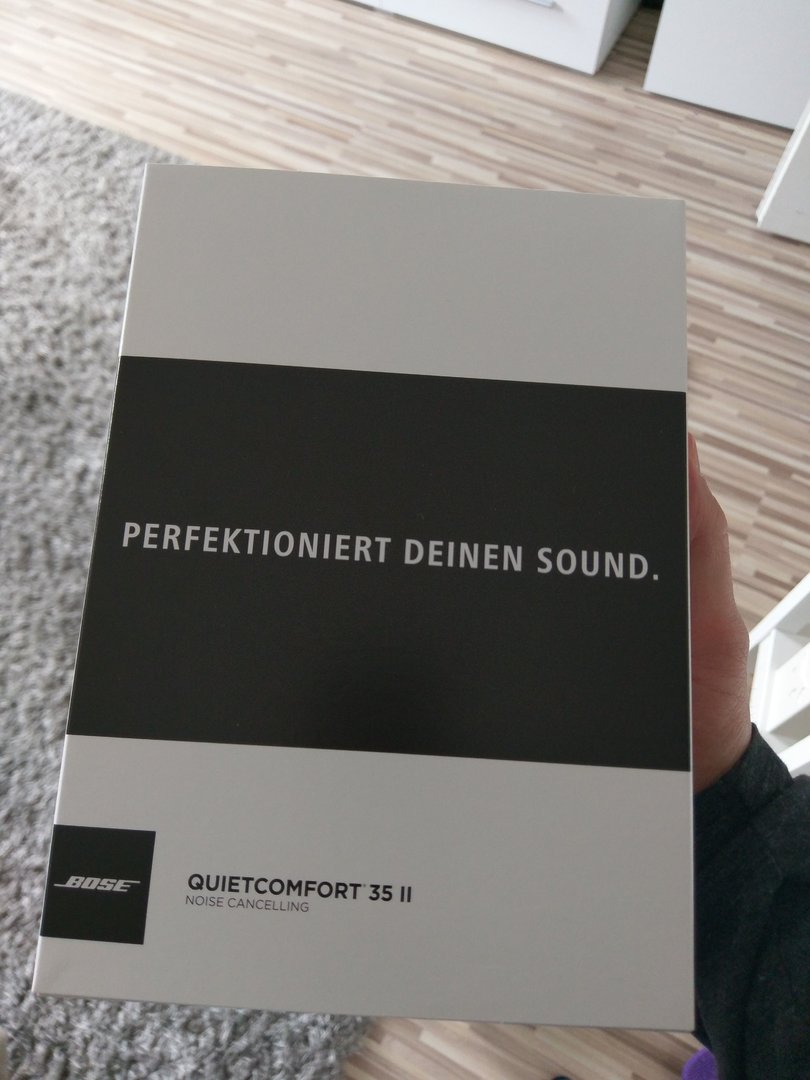 PERFEKTIONIERT DEINEN SOUND.
BOSE
QUIETCOMFORT® 35 II
NOISE CANCELLING